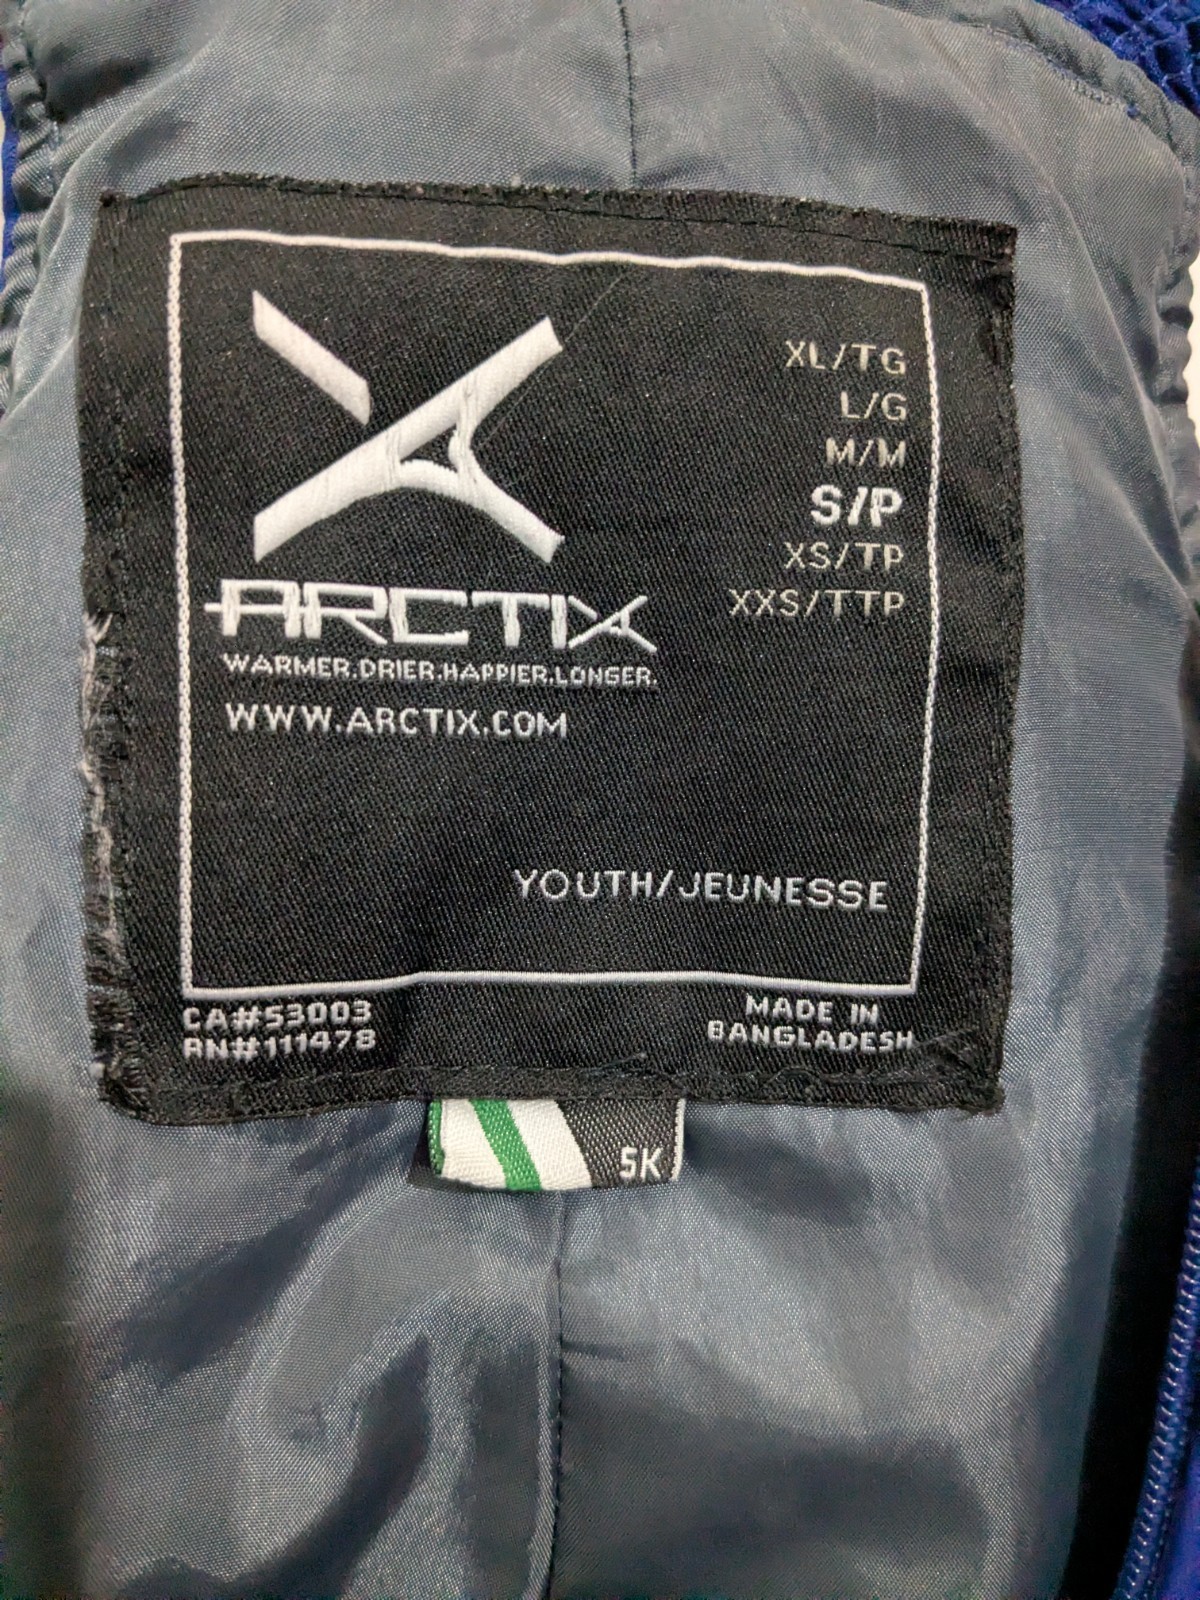 XL/TG
L/G
M/M
S/P
XS/TP
XXS/TTP
ARCTIX
WARMER.DRIER.HAPPIER.LONGER.
WWW.ARCTIX.COM
YOUTH/JEUNESSE
CA#53003
RN#111478
MADE IN
BANGLADESH
5K